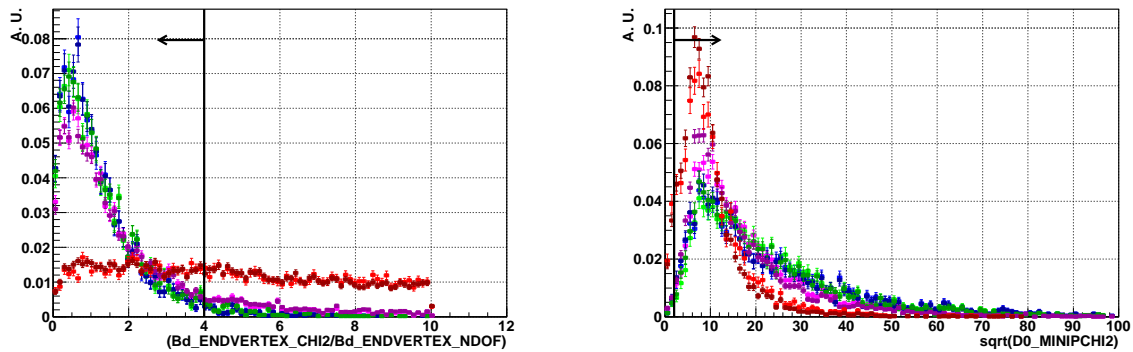 A. U.
0.08
0.07
0.06
0.05
0.04
0.03
0.02
0.01
0
0 2 4 6 8 10 12
(Bd_ENDVERTEX_CHI2/Bd_ENDVERTEX_NDOF)
A. U.
0.1
0.08
0.06
0.04
0.02
0
0 10 20 30 40 50 60 70 80 90 100
sqrt(D0_MINIPCHI2)